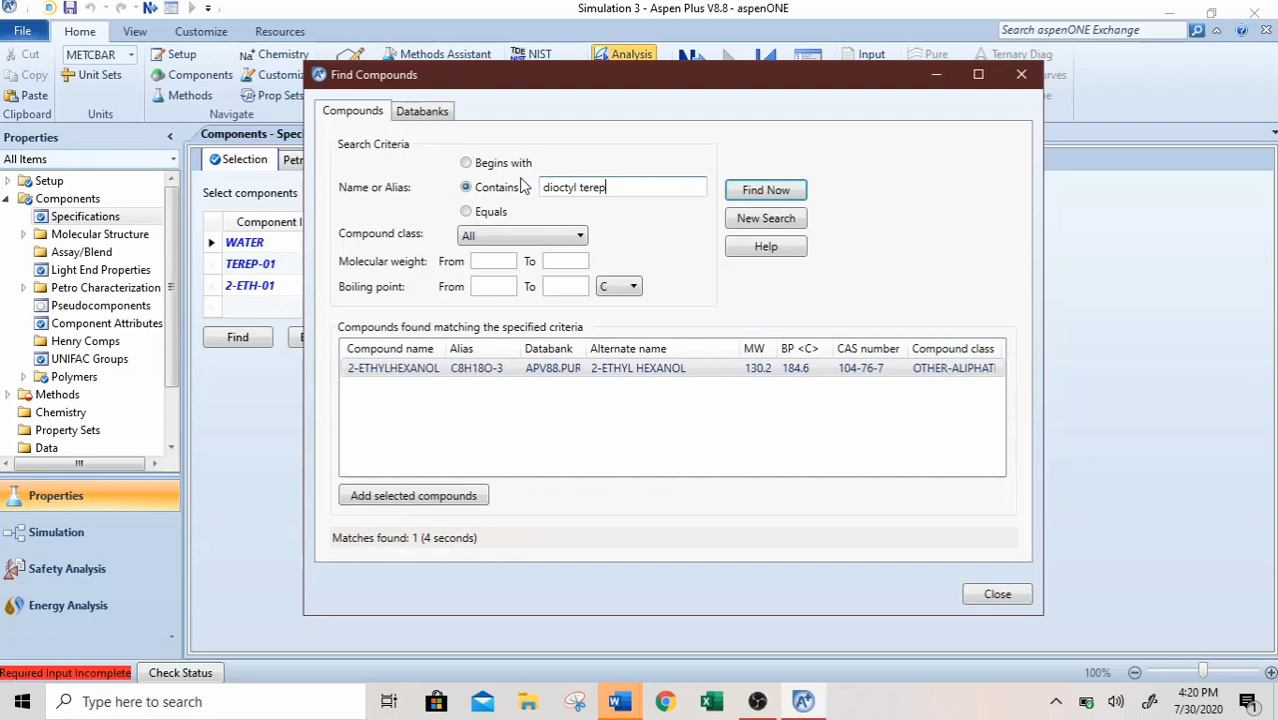 Simulation 3 - Aspen Plus V8.8 - aspenONE
File Home View Customize Resources
Search aspenONE Exchange
Cut METCBAR Setup Chemistry Methods Assistant NIST Analysis Input Pure Ternary Diag
Copy Unit Sets Components Customiz
Paste Methods Prop Sets
Clipboard Units Navigate
Find Compounds
Properties
All Items
Setup
Components
Specifications
Molecular Structure
Assay/Blend
Light End Properties
Petro Characterization
Pseudocomponents
Component Attributes
Henry Comps
UNIFAC Groups
Polymers
Methods
Chemistry
Property Sets
Data
Properties
Simulation
Safety Analysis
Energy Analysis
Components - Speci
Selection Petr
Select components
Component I
WATER
TEREP-01
2-ETH-01
Find
Compounds Databanks
Search Criteria
Begins with
Name or Alias: Contains dioctyl terep
Equals
Find Now
New Search
Help
Compound class: All
Molecular weight: From To
Boiling point: From To C
Compounds found matching the specified criteria
Compound name Alias Databank Alternate name MW BP <C> CAS number Compound class
2-ETHYLHEXANOL C8H18O-3 APV88.PUR 2-ETHYL HEXANOL 130.2 184.6 104-76-7 OTHER-ALIPHATI
Add selected compounds
Matches found: 1 (4 seconds)
Close
Required Input Incomplete Check Status 100%
Type here to search
4:20 PM
7/30/2020